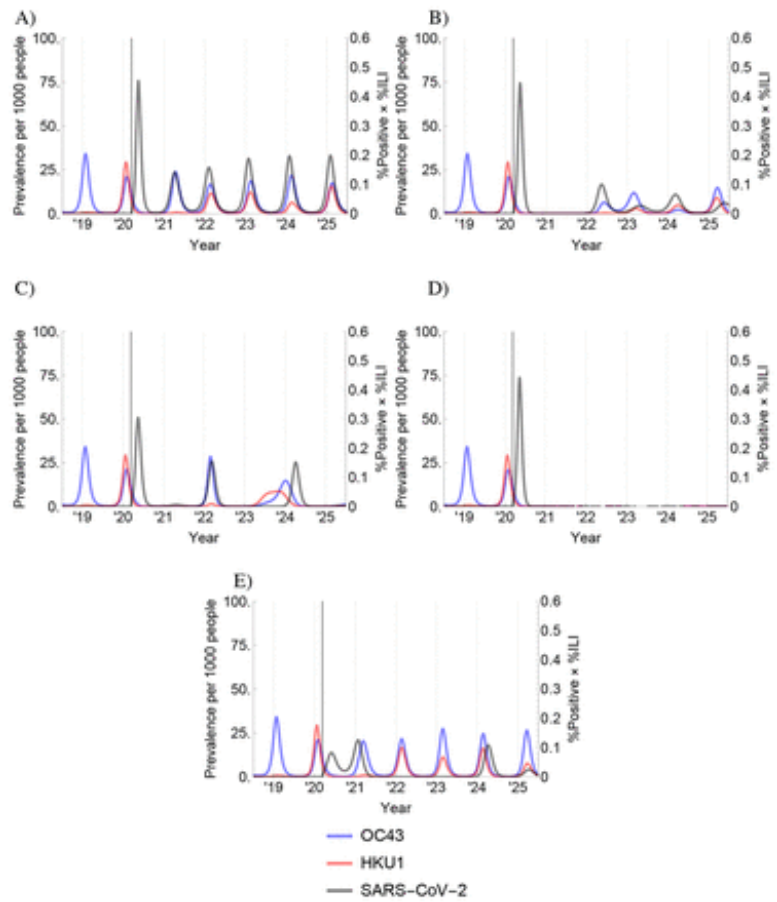 A)
Prevalence per 1000 people
100.
75.
50.
25.
0.
0.6
0.5
0.4
0.3
0.2
0.1
0
%Positive × %ILI
'19 '20 '21 '22 '23 '24 '25
Year
B)
Prevalence per 1000 people
100.
75.
50.
25.
0.
0.6
0.5
0.4
0.3
0.2
0.1
0
%Positive × %ILI
'19 '20 '21 '22 '23 '24 '25
Year
C)
Prevalence per 1000 people
100.
75.
50.
25.
0.
0.6
0.5
0.4
0.3
0.2
0.1
0
%Positive × %ILI
'19 '20 '21 '22 '23 '24 '25
Year
D)
Prevalence per 1000 people
100.
75.
50.
25.
0.
0.6
0.5
0.4
0.3
0.2
0.1
0
%Positive × %ILI
'19 '20 '21 '22 '23 '24 '25
Year
E)
Prevalence per 1000 people
100.
75.
50.
25.
0.
0.6
0.5
0.4
0.3
0.2
0.1
0
%Positive × %ILI
'19 '20 '21 '22 '23 '24 '25
Year
OC43
HKU1
SARS-CoV-2